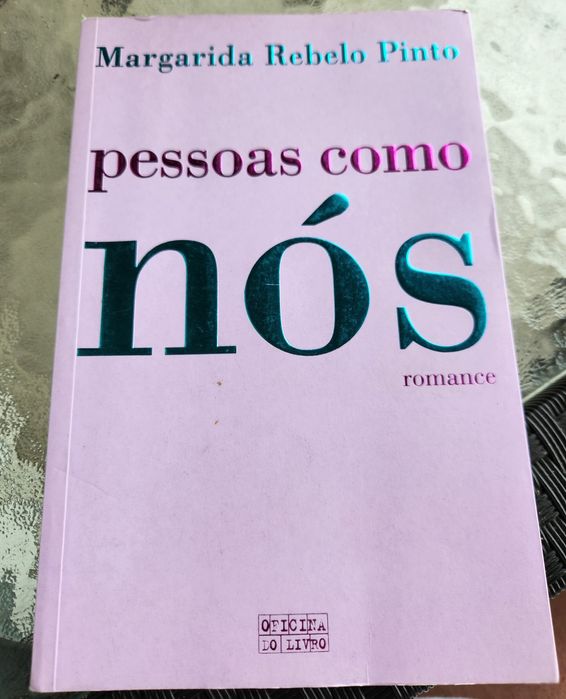 Margarida Rebelo Pinto
pessoas como
nós
romance
OFICINA
DO LIVRO